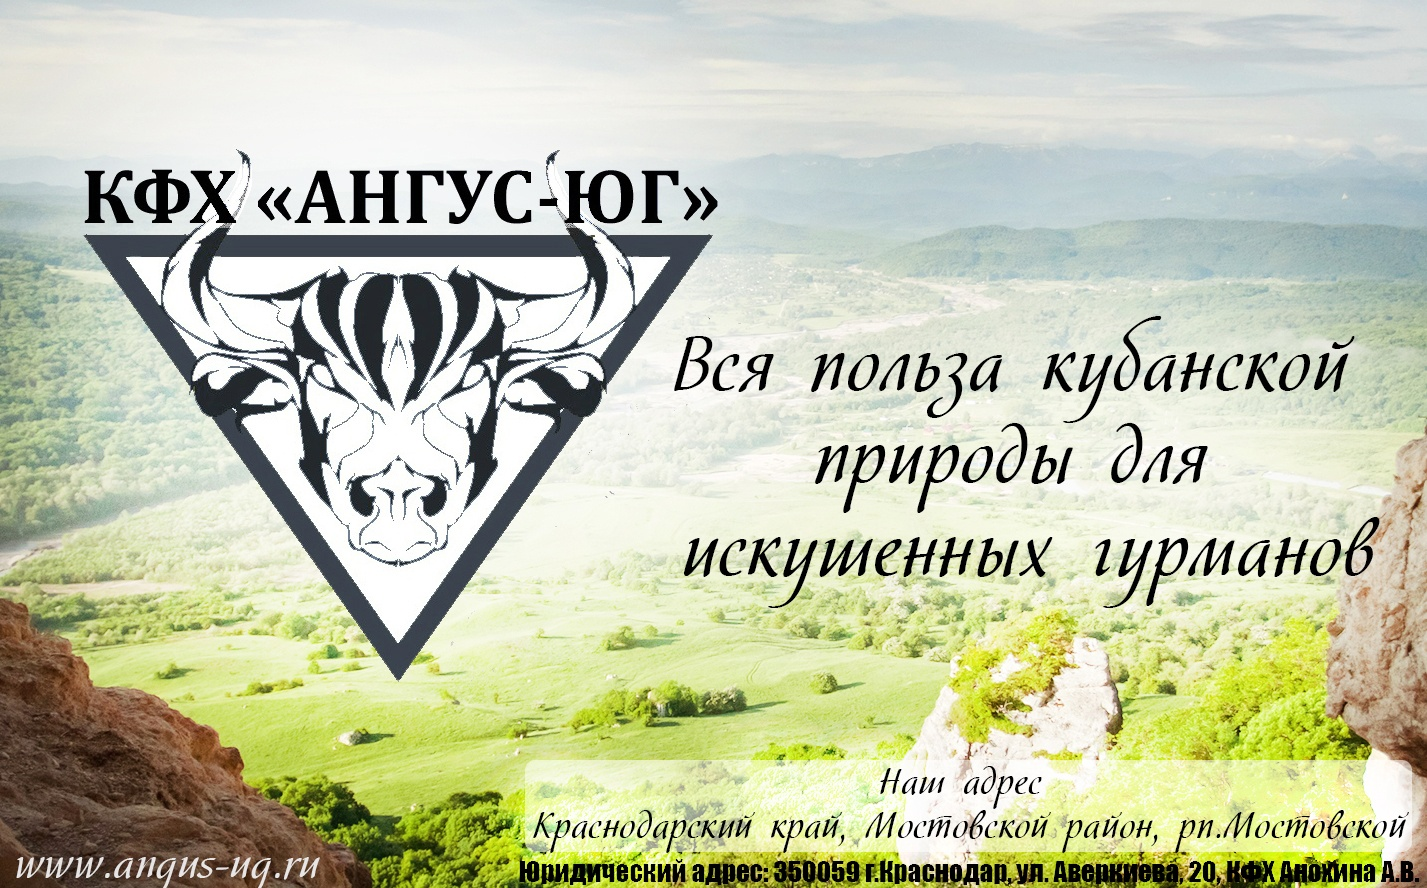 КФХ «АНГУС-ЮГ»
Вся польза кубанской
природы для
искушенных гурманов
Наш адрес
Краснодарский край, Мостовской район, рп.Мостовской
www.angus-ug.ru
Юридический адрес: 350059 г.Краснодар, ул. Аверкиева, 20, КФХ Анохина А.В.